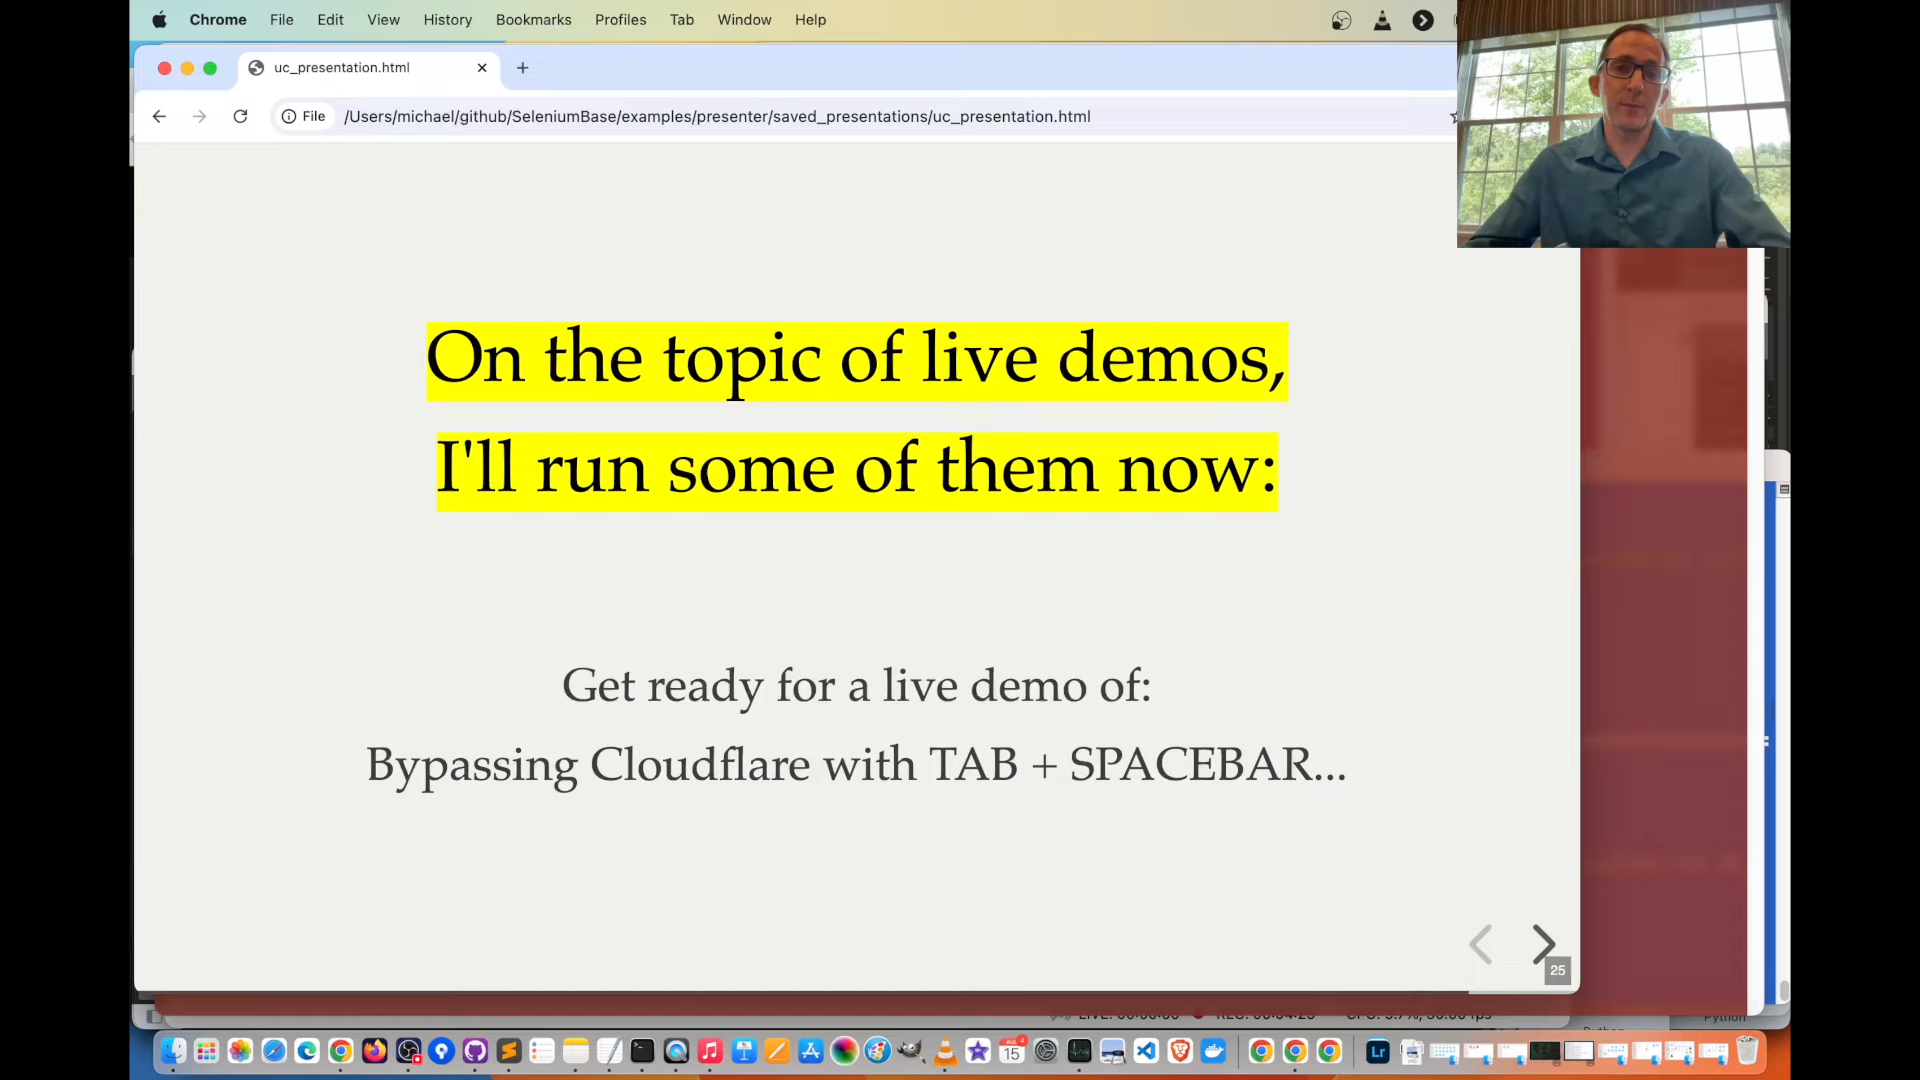 Chrome File Edit View History Bookmarks Profiles Tab Window Help
uc_presentation.html
File /Users/michael/github/SeleniumBase/examples/presenter/saved_presentations/uc_presentation.html
On the topic of live demos,
I'll run some of them now:
Get ready for a live demo of:
Bypassing Cloudflare with TAB + SPACEBAR...
25
15
Lr